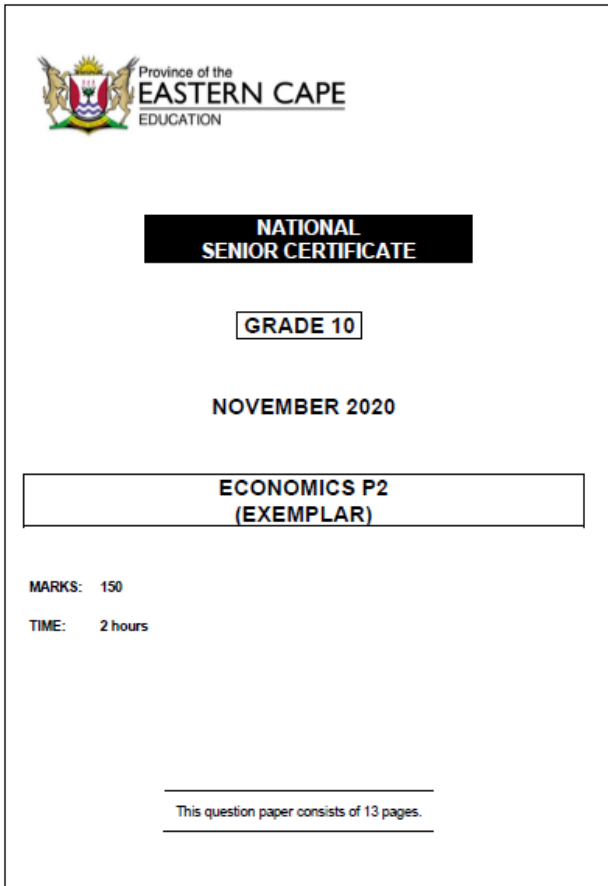 Province of the
EASTERN CAPE
EDUCATION
NATIONAL
SENIOR CERTIFICATE
GRADE 10
NOVEMBER 2020
ECONOMICS P2
(EXEMPLAR)
MARKS: 150
TIME: 2 hours
This question paper consists of 13 pages.